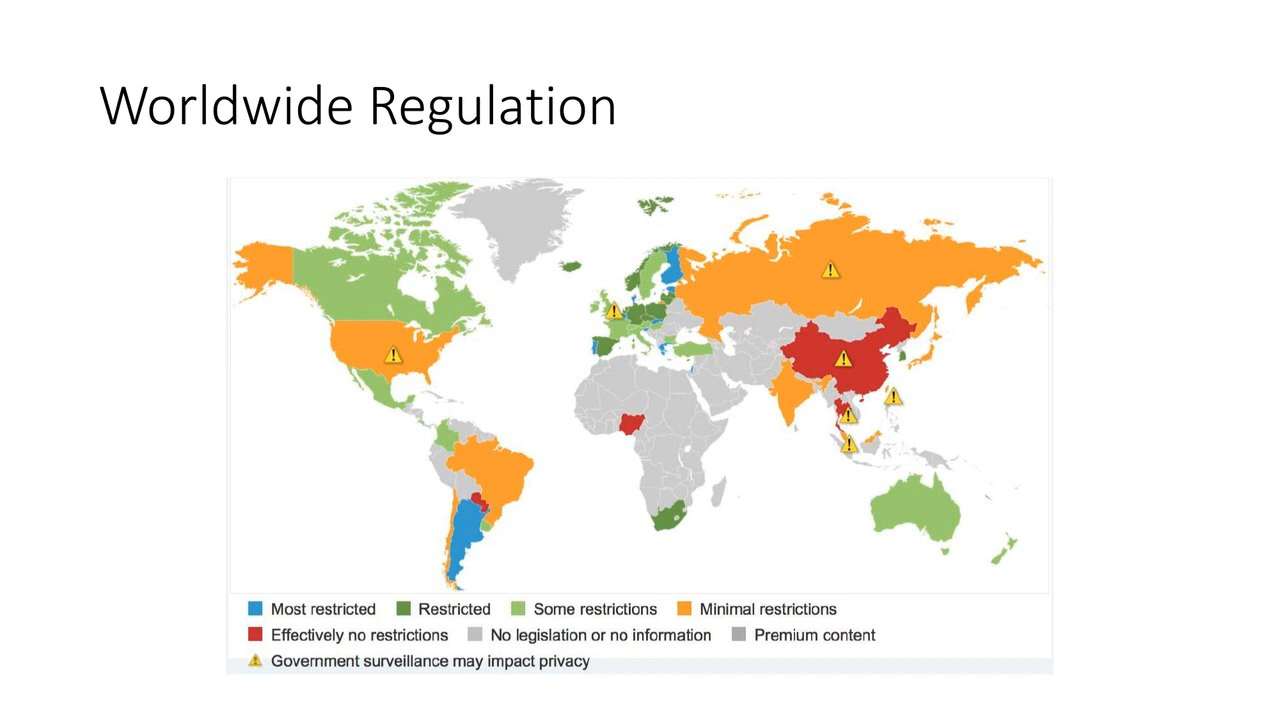 Worldwide Regulation
Most restricted Restricted Some restrictions Minimal restrictions
Effectively no restrictions No legislation or no information Premium content
Government surveillance may impact privacy